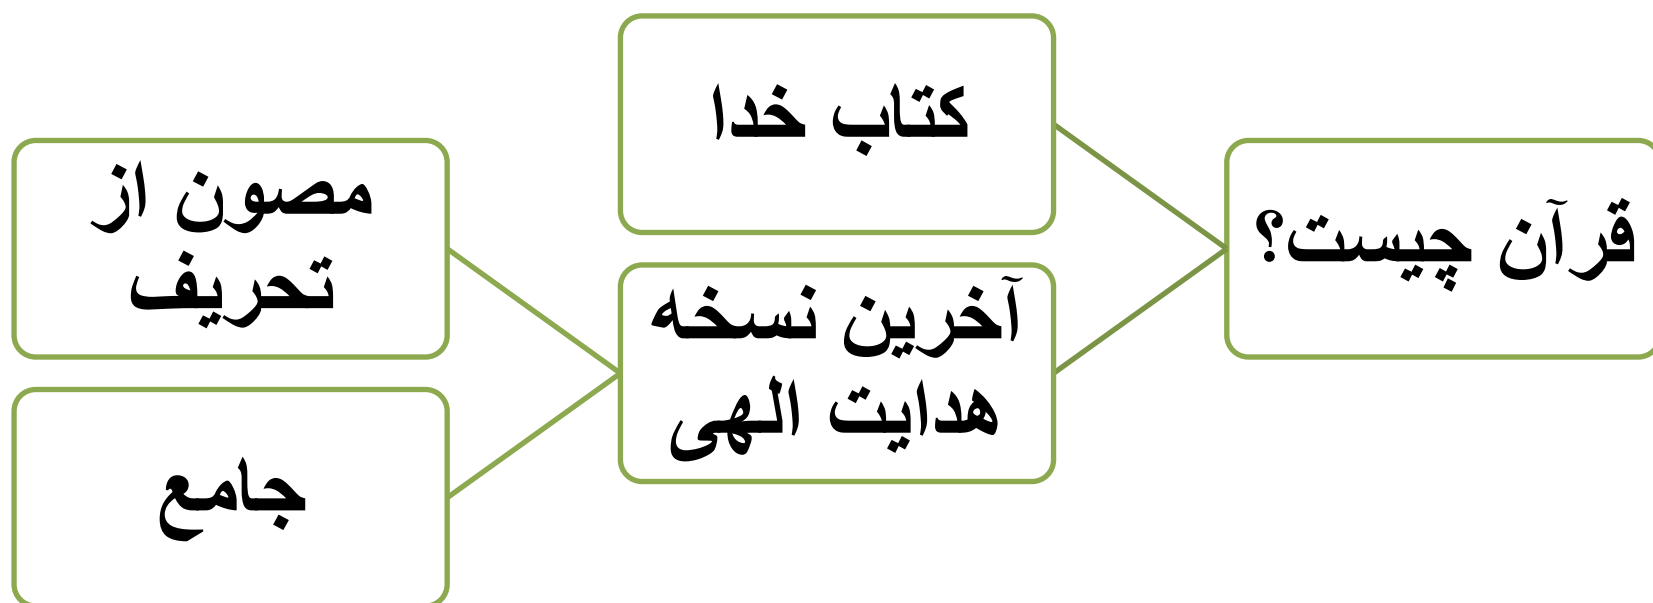 قرآن چیست؟
کتاب خدا
آخرین نسخه
هدایت الهی
مصون از
تحریف
جامع